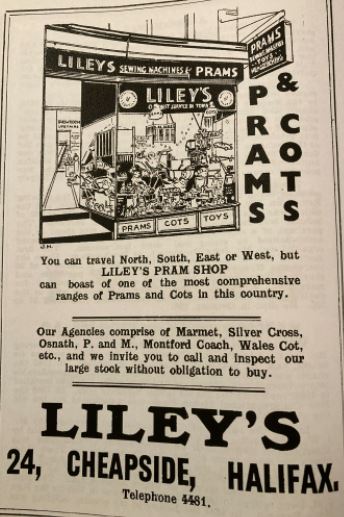 PRAMS
LILEYS SEWING MACHINES & PRAMS
LILEY'S
PRAMS
COTS
TOYS
PRAMS
& COTS
J.H.
You can travel North, South, East or West, but
LILEY'S PRAM SHOP
can boast of one of the most comprehensive
ranges of Prams and Cots in this country.
Our Agencies comprise of Marmet, Silver Cross,
Osnath, P. and M., Montford Coach, Wales Cot,
etc., and we invite you to call and inspect our
large stock without obligation to buy.
LILEY'S
24, CHEAPSIDE, HALIFAX.
Telephone 4481.